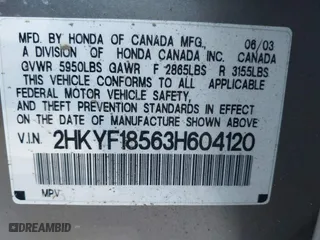 MFD. BY HONDA OF CANADA MFG., 06/03
A DIVISION OF HONDA CANADA INC. CANADA
GVWR 5950LBS GAWR F 2865LBS R 3155LBS
THIS VEHICLE CONFORMS TO ALL APPLICABLE
FEDERAL MOTOR VEHICLE SAFETY
AND THEFT PREVENTION STANDARDS IN EFFECT
ON THE DATE OF MANUFACTURE SHOWN ABOVE.
V.I.N. 2HKYF18563H604120
MPV
© DREAMBID